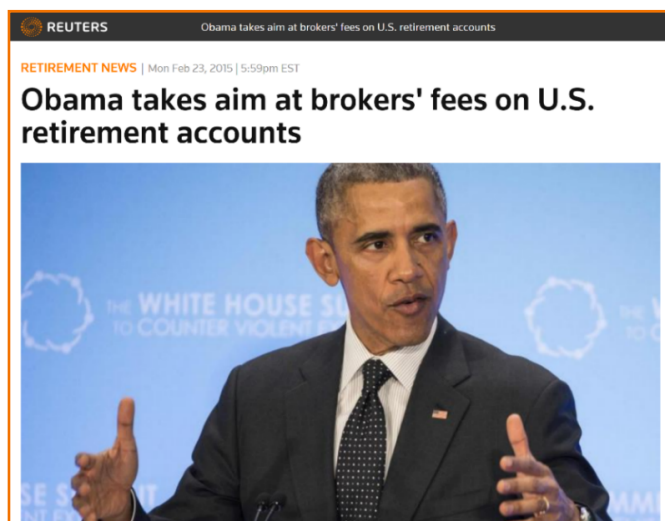 REUTERS
Obama takes aim at brokers' fees on U.S. retirement accounts
RETIREMENT NEWS | Mon Feb 23, 2015 | 5:59pm EST
Obama takes aim at brokers' fees on U.S.
retirement accounts
THE WHITE HOUSE SU
TO COUNTER VIOLENT E